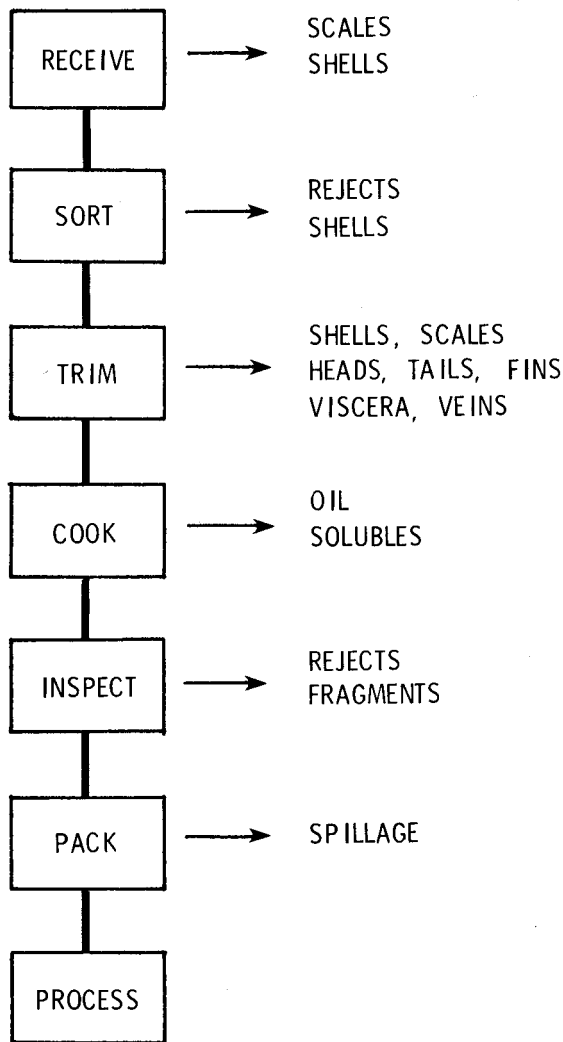 RECEIVE
SCALES
SHELLS
SORT
REJECTS
SHELLS
TRIM
SHELLS, SCALES
HEADS, TAILS, FINS
VISCERA, VEINS
COOK
OIL
SOLUBLES
INSPECT
REJECTS
FRAGMENTS
PACK
SPILLAGE
PROCESS